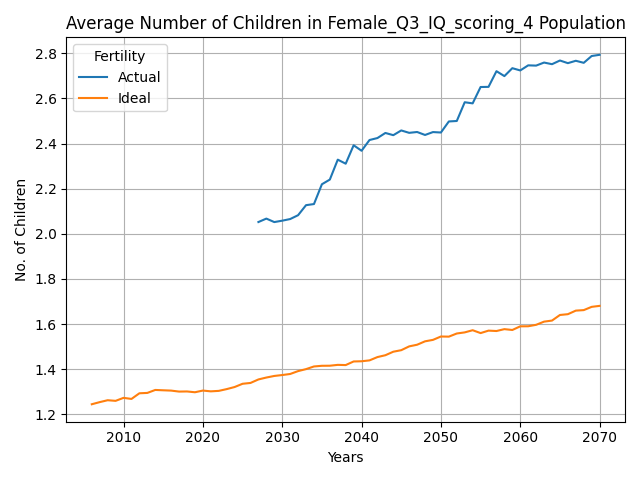 Average Number of Children in Female_Q3_IQ_scoring_4 Population
Fertility
Actual
Ideal
No. of Children
2.8
2.6
2.4
2.2
2.0
1.8
1.6
1.4
1.2
2010 2020 2030 2040 2050 2060 2070
Years